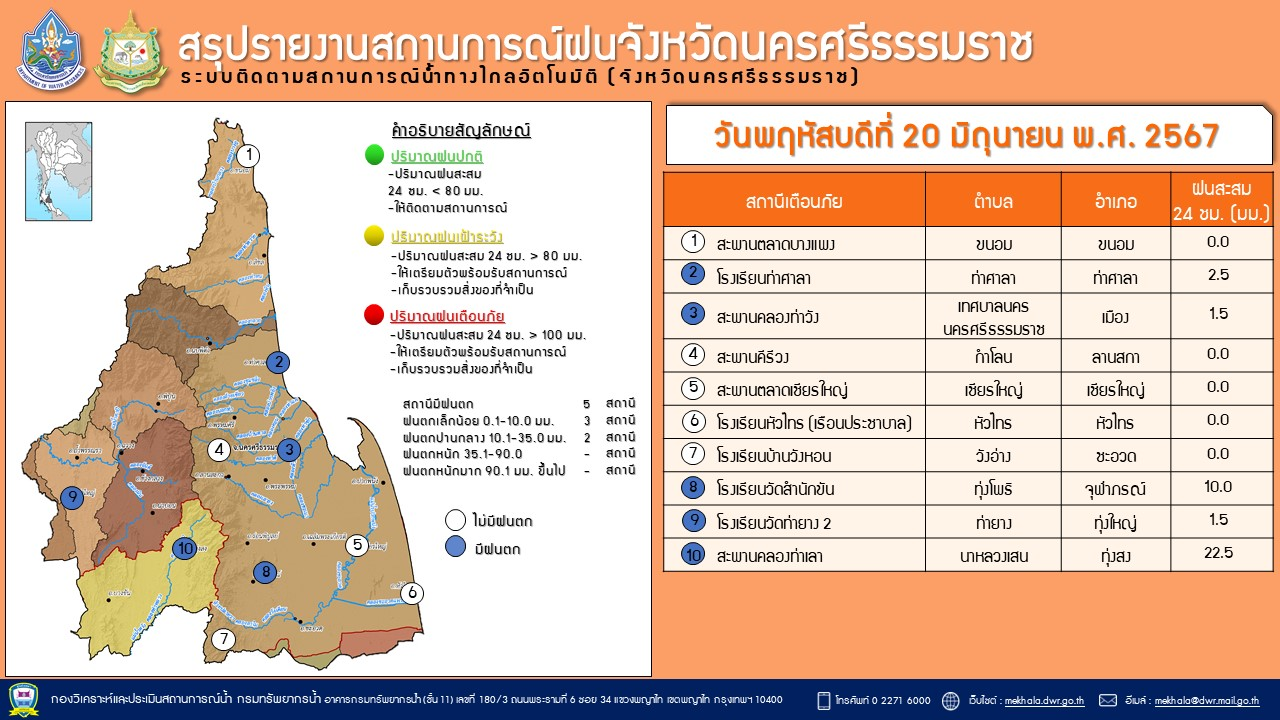 สรุปรายงานสถานการณ์ฝนจังหวัดนครศรีธรรมราช
ระบบติดตามสถานการณ์น้ำทางไกลอัตโนมัติ (จังหวัดนครศรีธรรมราช)
คำอธิบายสัญลักษณ์
ปริมาณฝนปกติ
-ปริมาณฝนสะสม
24 ชม. < 80 มม.
-ให้ติดตามสถานการณ์
ปริมาณฝนเฝ้าระวัง
-ปริมาณฝนสะสม 24 ชม. > 80 มม.
-ให้เตรียมตัวพร้อมรับสถานการณ์
-เก็บรวบรวมสิ่งของที่จำเป็น
ปริมาณฝนเตือนภัย
-ปริมาณฝนสะสม 24 ชม. > 100 มม.
-ให้เตรียมตัวพร้อมรับสถานการณ์
-เก็บรวบรวมสิ่งของที่จำเป็น
สถานีมีฝนตก 5 สถานี
ฝนตกเล็กน้อย 0.1-10.0 มม. 3 สถานี
ฝนตกปานกลาง 10.1-35.0 มม. 2 สถานี
ฝนตกหนัก 35.1-90.0 - สถานี
ฝนตกหนักมาก 90.1 มม. ขึ้นไป - สถานี
ไม่มีฝนตก
มีฝนตก
1
2
3
4
5
6
7
8
9
10
วันพฤหัสบดีที่ 20 มิถุนายน พ.ศ. 2567
สถานีเตือนภัย ตำบล อำเภอ ฝนสะสม
24 ชม. (มม.)
1 สะพานตลาดบางแพง ขนอม ขนอม 0.0
2 โรงเรียนท่าศาลา ท่าศาลา ท่าศาลา 2.5
3 สะพานคลองท่าวัง เทศบาลนคร
นครศรีธรรมราช เมือง 1.5
4 สะพานคีรีวง กำโลน ลานสกา 0.0
5 สะพานตลาดเชียรใหญ่ เชียรใหญ่ เชียรใหญ่ 0.0
6 โรงเรียนหัวไทร (เรือนประชาบาล) หัวไทร หัวไทร 0.0
7 โรงเรียนบ้านวังหอน วังอ่าง ชะอวด 0.0
8 โรงเรียนวัดสำนักขัน ทุ่งโพธิ จุฬาภรณ์ 10.0
9 โรงเรียนวัดท่ายาง 2 ท่ายาง ทุ่งใหญ่ 1.5
10 สะพานคลองท่าเลา นาหลวงเสน ทุ่งสง 22.5
กองวิเคราะห์และประเมินสถานการณ์น้ำ กรมทรัพยากรน้ำ อาคารกรมทรัพยากรน้ำ (ชั้น 11) เลขที่ 180/3 ถนนพระรามที่ 6 ซอย 34 แขวงพญาไท เขตพญาไท กรุงเทพฯ 10400
โทรศัพท์ 0 2271 6000
เว็บไซต์ : mekhala.dwr.go.th
อีเมล์ : mekhala@dwr.mail.go.th